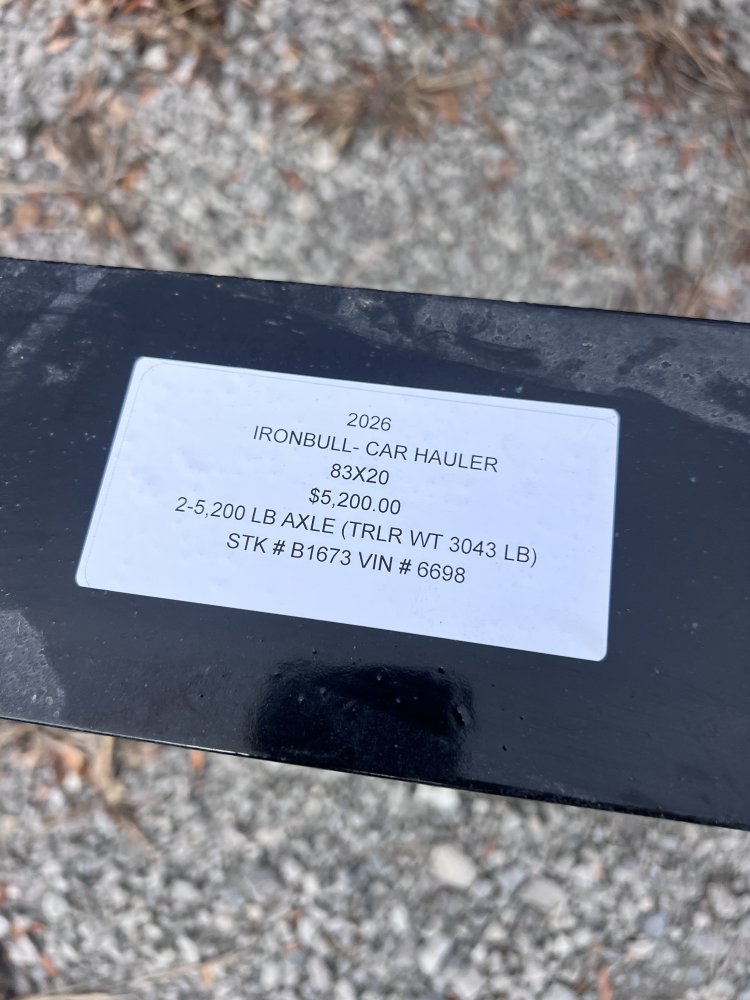 2026
IRONBULL- CAR HAULER
83X20
$5,200.00
2-5,200 LB AXLE (TRLR WT 3043 LB)
STK # B1673 VIN # 6698